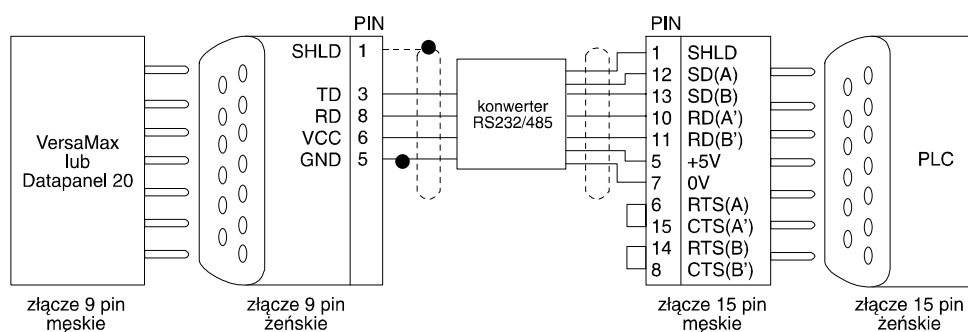 VersaMax
lub
Datapanel 20
złącze 9 pin
męskie
PIN
SHLD 1
TD 3
RD 8
VCC 6
GND 5
złącze 9 pin
żeńskie
konwerter
RS232/485
PIN
1 SHLD
12 SD(A)
13 SD(B)
10 RD(A')
11 RD(B')
5 +5V
7 0V
6 RTS(A)
15 CTS(A')
14 RTS(B)
8 CTS(B')
złącze 15 pin
męskie
PLC
złącze 15 pin
żeńskie